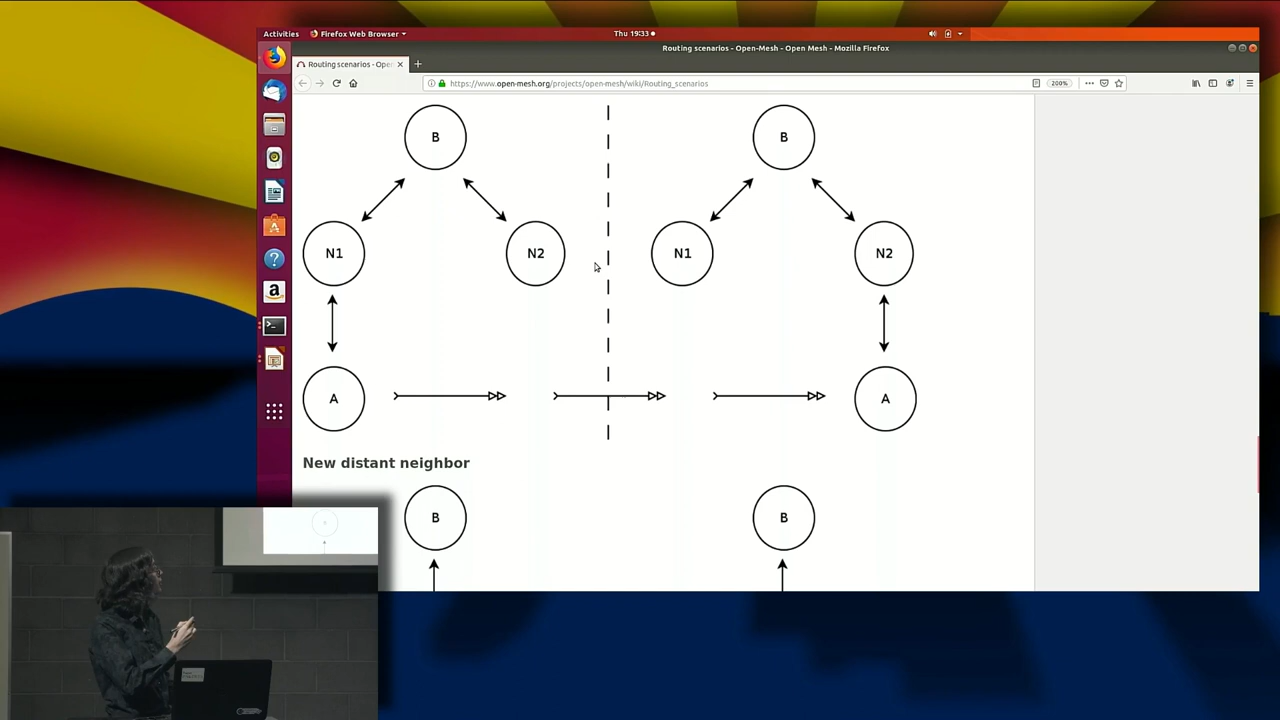 Activities
Firefox Web Browser
Thu 19:33
Routing scenarios - Open-Mesh - Open Mesh - Mozilla Firefox
Routing scenarios - Open
https://www.open-mesh.org/projects/open-mesh/wiki/Routing_scenarios
200%
B
B
N1
N2
N1
N2
A
A
New distant neighbor
B
B